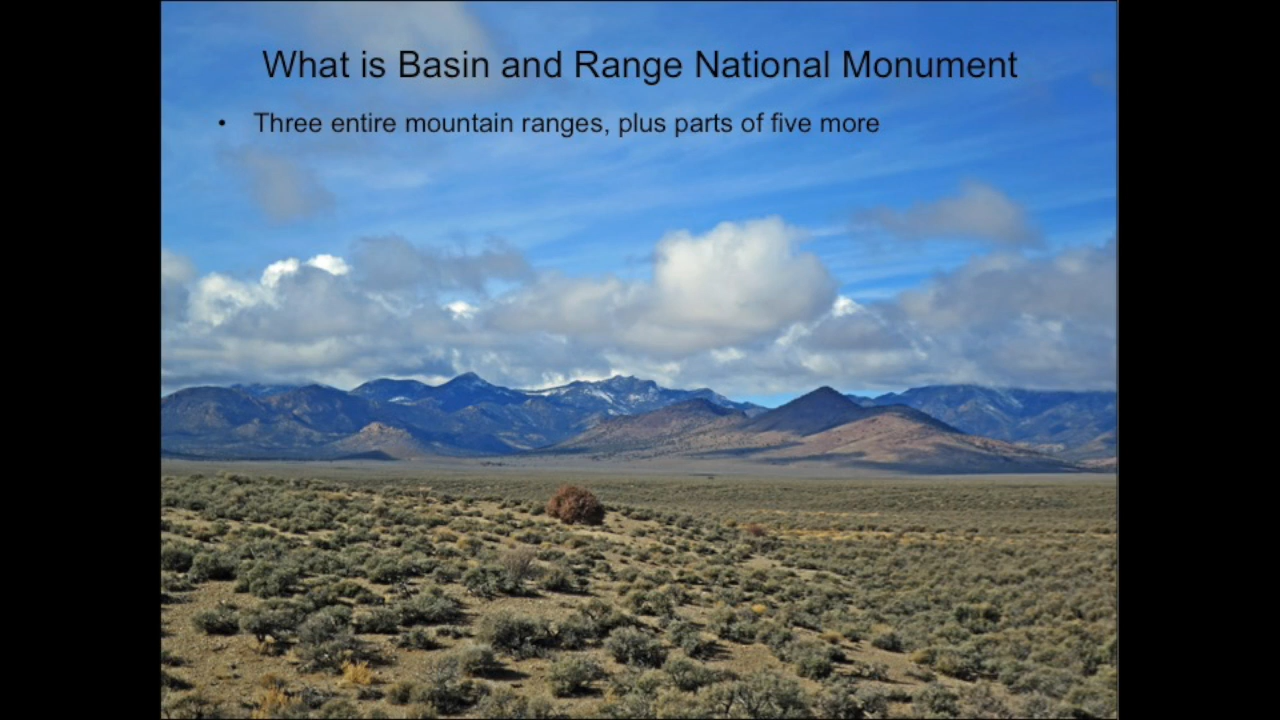 What is Basin and Range National Monument
• Three entire mountain ranges, plus parts of five more